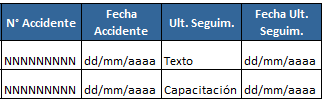 N° Accidente Fecha Accidente Ult. Seguim. Fecha Ult. Seguim.
NNNNNNNNN dd/mm/aaaa Texto dd/mm/aaaa
NNNNNNNNN dd/mm/aaaa Capacitación dd/mm/aaaa